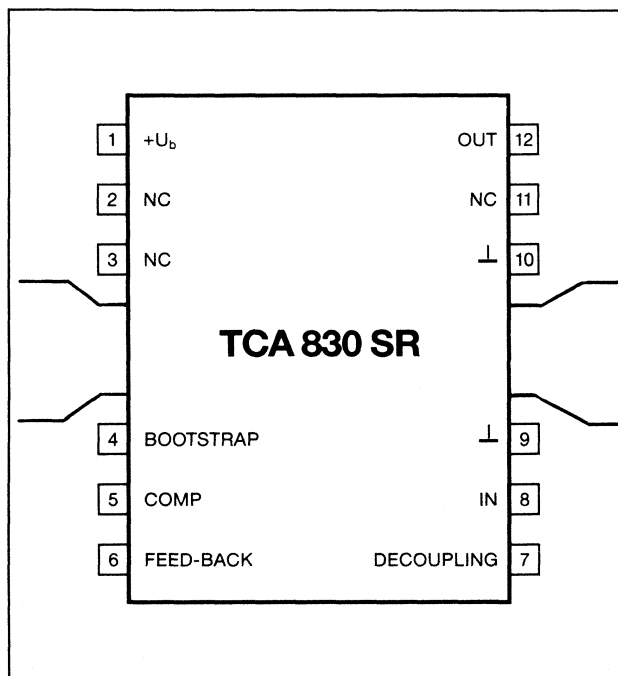 1 +Ub OUT 12
2 NC NC 11
3 NC ⊥ 10
TCA 830 SR
4 BOOTSTRAP ⊥ 9
5 COMP IN 8
6 FEED-BACK DECOUPLING 7